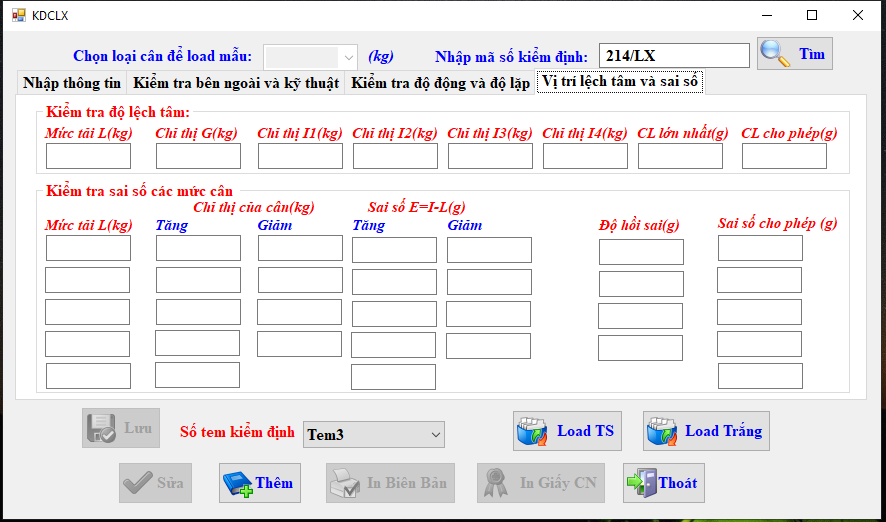 KDCLX
Chọn loại cân để load mẫu: (kg) Nhập mã số kiểm định: 214/LX Tìm
Nhập thông tin Kiểm tra bên ngoài và kỹ thuật Kiểm tra độ động và độ lặp Vị trí lệch tâm và sai số
Kiểm tra độ lệch tâm:
Mức tải L(kg) Chỉ thị G(kg) Chỉ thị I1(kg) Chỉ thị I2(kg) Chỉ thị I3(kg) Chỉ thị I4(kg) CL lớn nhất(g) CL cho phép(g)
Kiểm tra sai số các mức cân
Chỉ thị của cân(kg) Sai số E=I-L(g)
Mức tải L(kg) Tăng Giảm Tăng Giảm Độ hồi sai(g) Sai số cho phép (g)
Lưu Số tem kiểm định Tem3 Load TS Load Trắng
Sửa Thêm In Biên Bản In Giấy CN Thoát